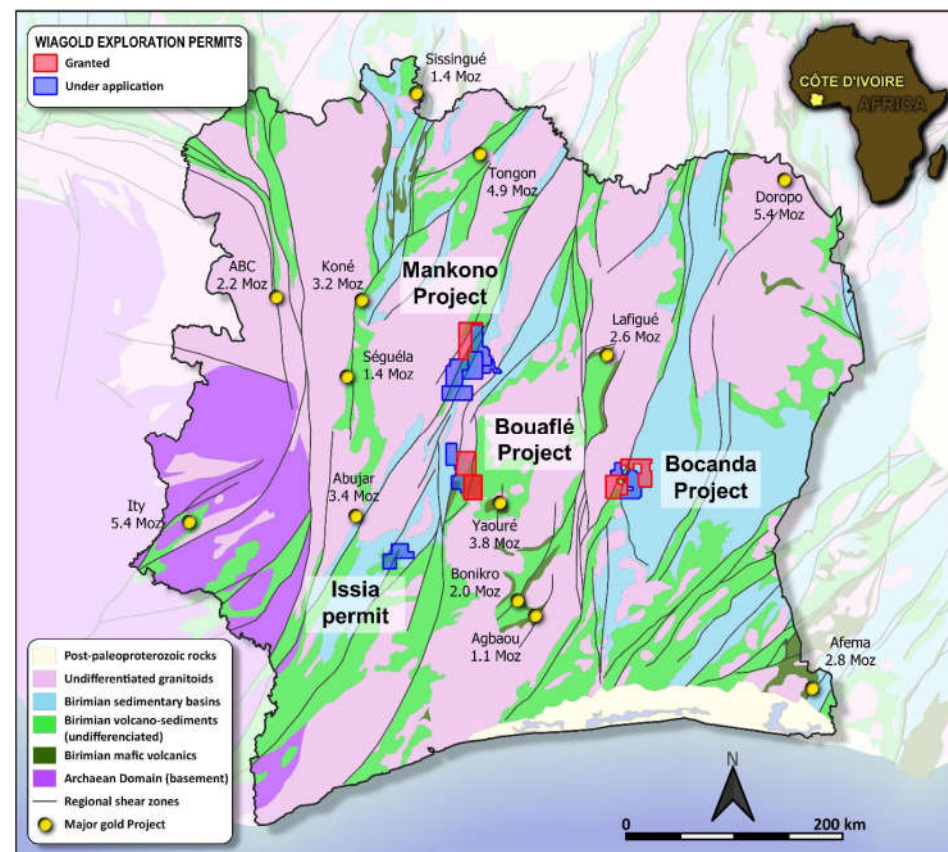 WIAGOLD EXPLORATION PERMITS
Granted
Under application
CÔTE D'IVOIRE
AFRICA
Sissingué
1.4 Moz
Tongon
4.9 Moz
Doropo
5.4 Moz
ABC
2.2 Moz
Koné
3.2 Moz
Mankono
Project
Lafigué
2.6 Moz
Séguéla
1.4 Moz
Bouaflé
Project
Bocanda
Project
Abujar
3.4 Moz
Ity
5.4 Moz
Yaouré
3.8 Moz
Issia
permit
Bonikro
2.0 Moz
Agbaou
1.1 Moz
Afema
2.8 Moz
Post-paleoproterozoic rocks
Undifferentiated granitoids
Birimian sedimentary basins
Birimian volcano-sediments
(undifferenciated)
Birimian mafic volcanics
Archaean Domain (basement)
Regional shear zones
Major gold Project
N
0 200 km